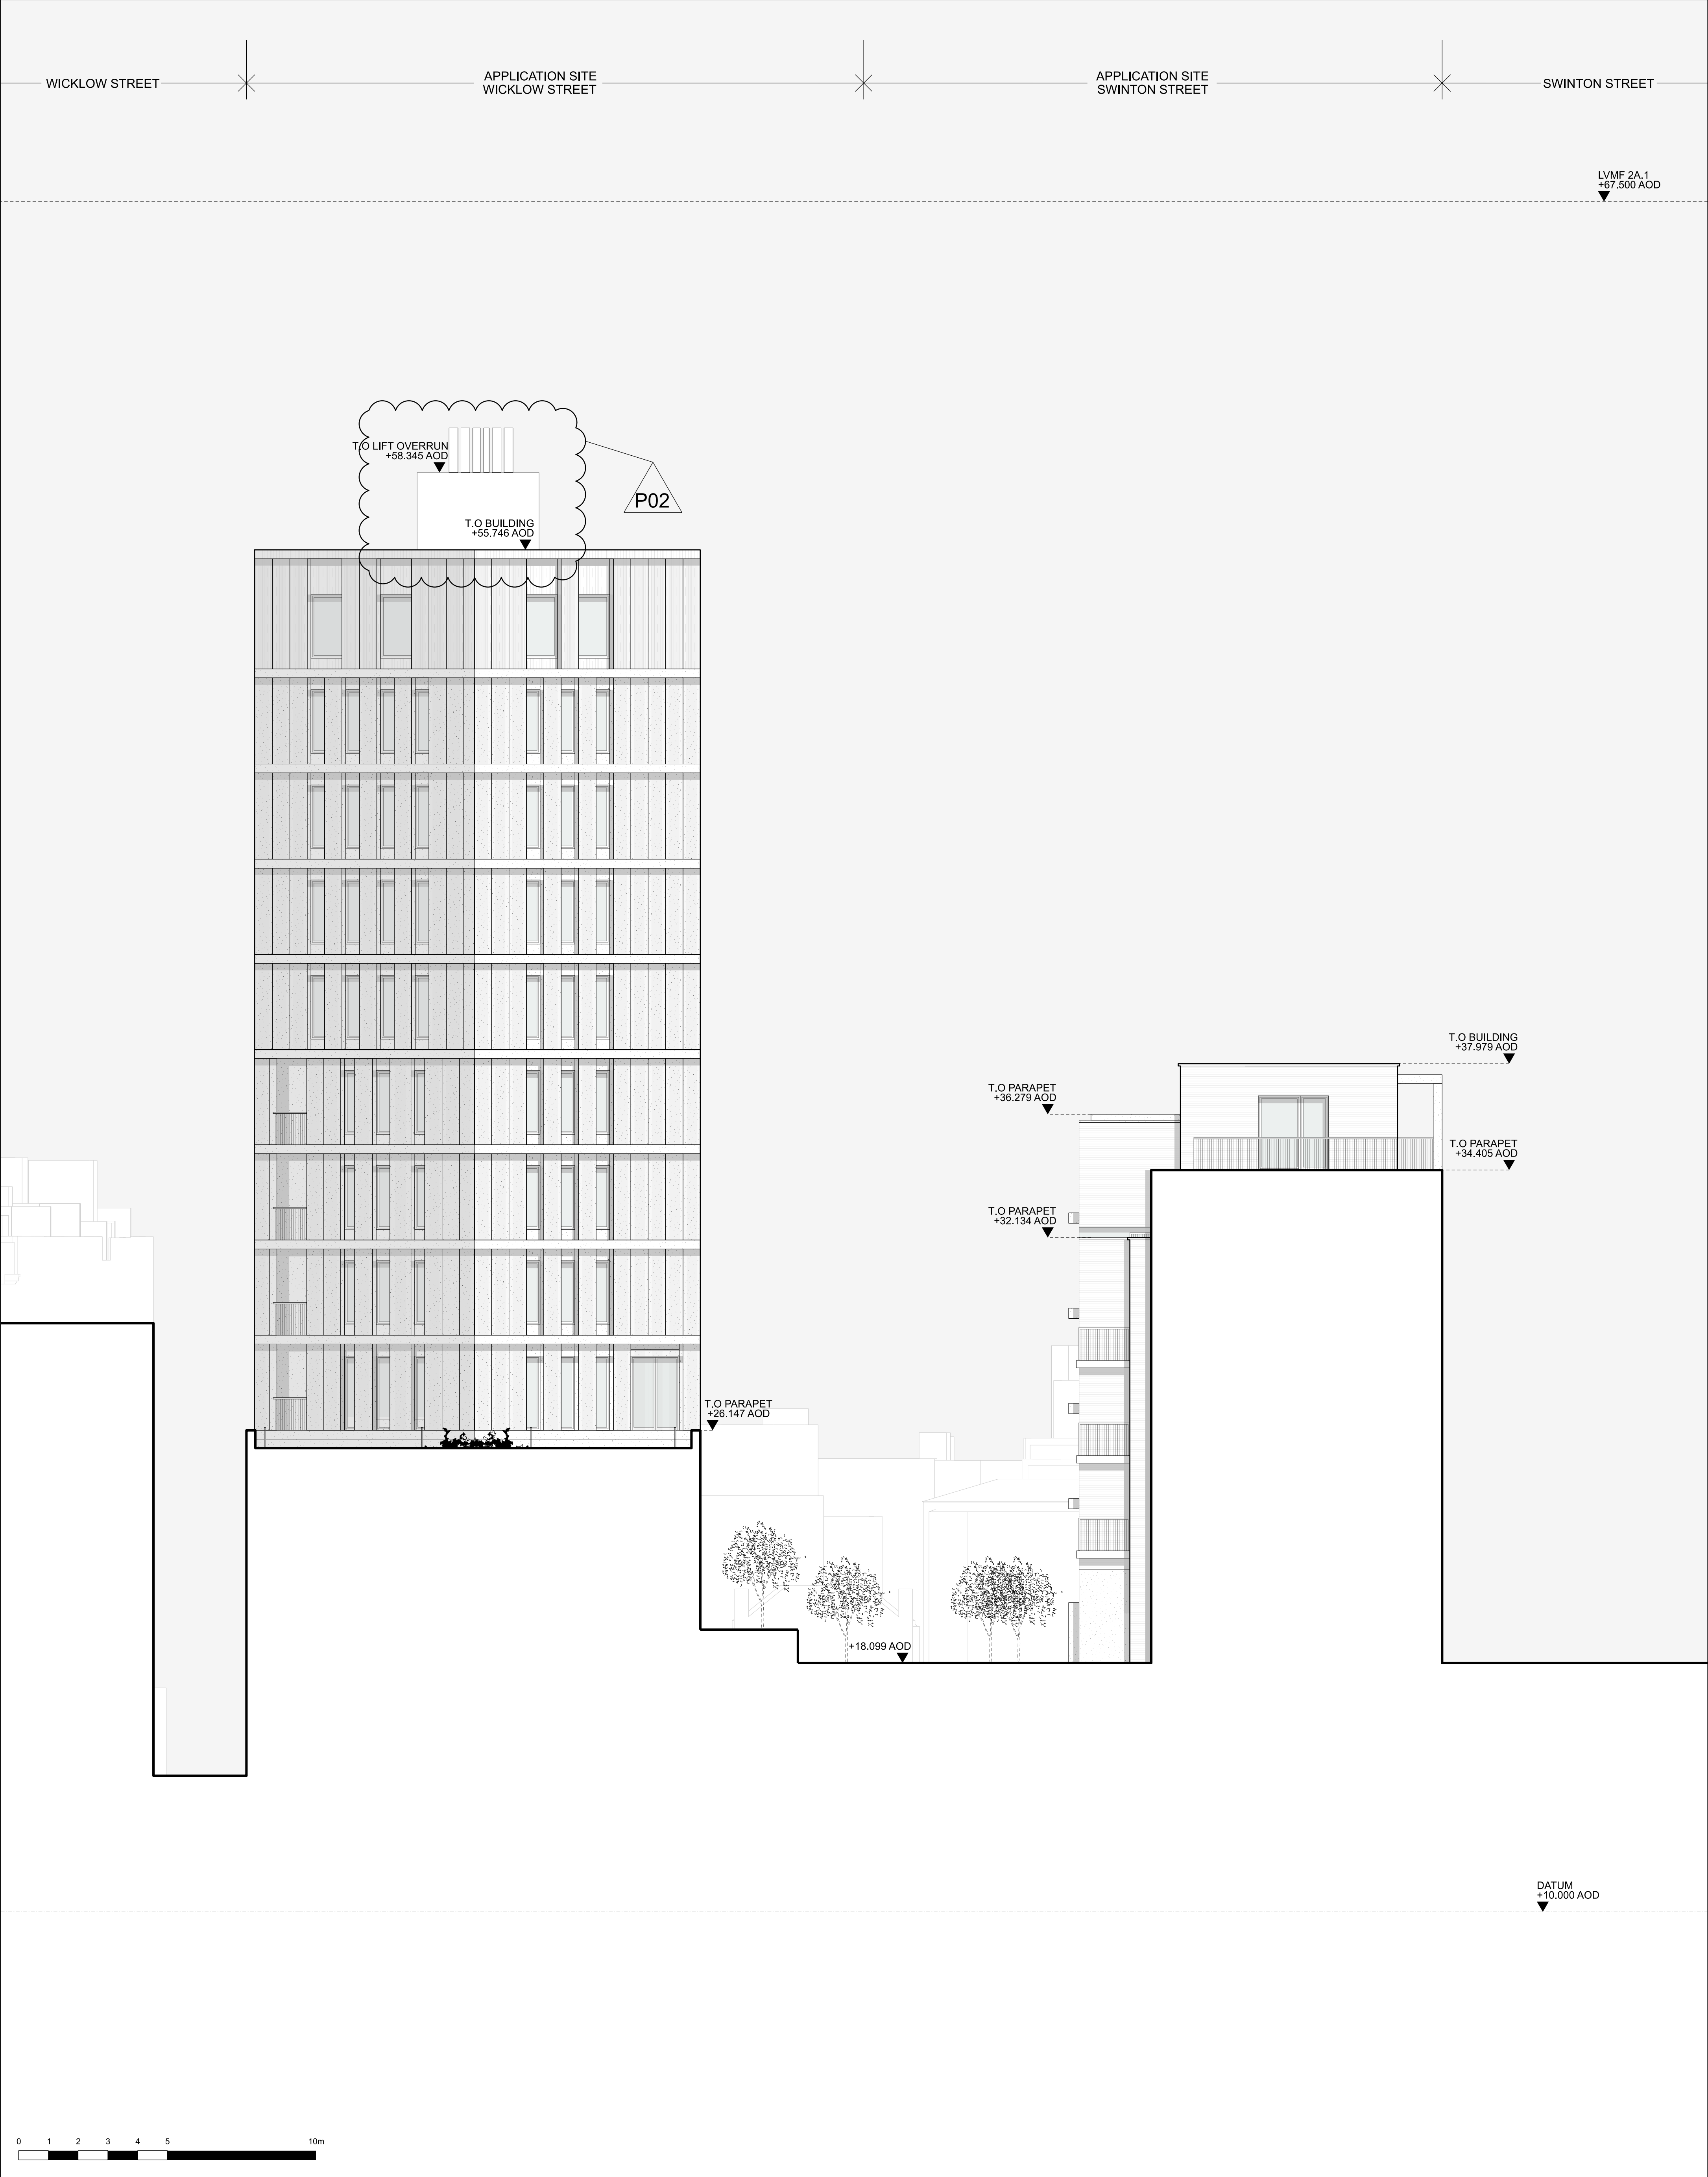 WICKLOW STREET
APPLICATION SITE
WICKLOW STREET
APPLICATION SITE
SWINTON STREET
SWINTON STREET
LVMF 2A.1
+67.500 AOD
T.O LIFT OVERRUN
+58.345 AOD
P02
T.O BUILDING
+55.746 AOD
T.O BUILDING
+37.979 AOD
T.O PARAPET
+36.279 AOD
T.O PARAPET
+34.405 AOD
T.O PARAPET
+32.134 AOD
T.O PARAPET
+26.147 AOD
+18.099 AOD
DATUM
+10.000 AOD
0 1 2 3 4 5 10m